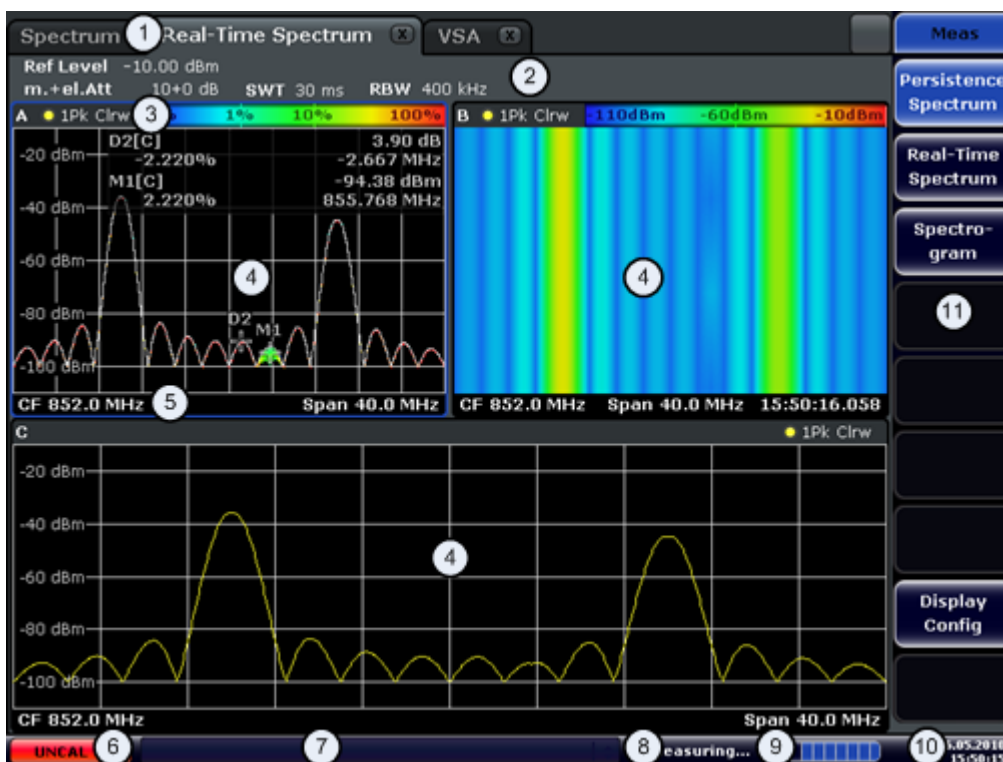 Spectrum 1 Real-Time Spectrum X VSA X
Meas
Ref Level -10.00 dBm
m.+el.Att 10+0 dB SWT 30 ms RBW 400 kHz
2
Persistence
Spectrum
Real-Time
Spectrum
Spectro-
gram
11
Display
Config
A 1Pk Clrw 3 1% 10% 100%
D2[C] 3.90 dB
-2.220% -2.667 MHz
M1[C] -94.38 dBm
2.220% 855.768 MHz
-20 dBm
-40 dBm
-60 dBm
-80 dBm
-100 dBm
4
D2
M1
CF 852.0 MHz 5 Span 40.0 MHz
B 1Pk Clrw -110dBm -60dBm -10dBm
4
CF 852.0 MHz Span 40.0 MHz 15:50:16.058
C 1Pk Clrw
-20 dBm
-40 dBm
-60 dBm
-80 dBm
-100 dBm
4
CF 852.0 MHz Span 40.0 MHz
UNCAL 6 7 8 easuring... 9 10 .05.2010